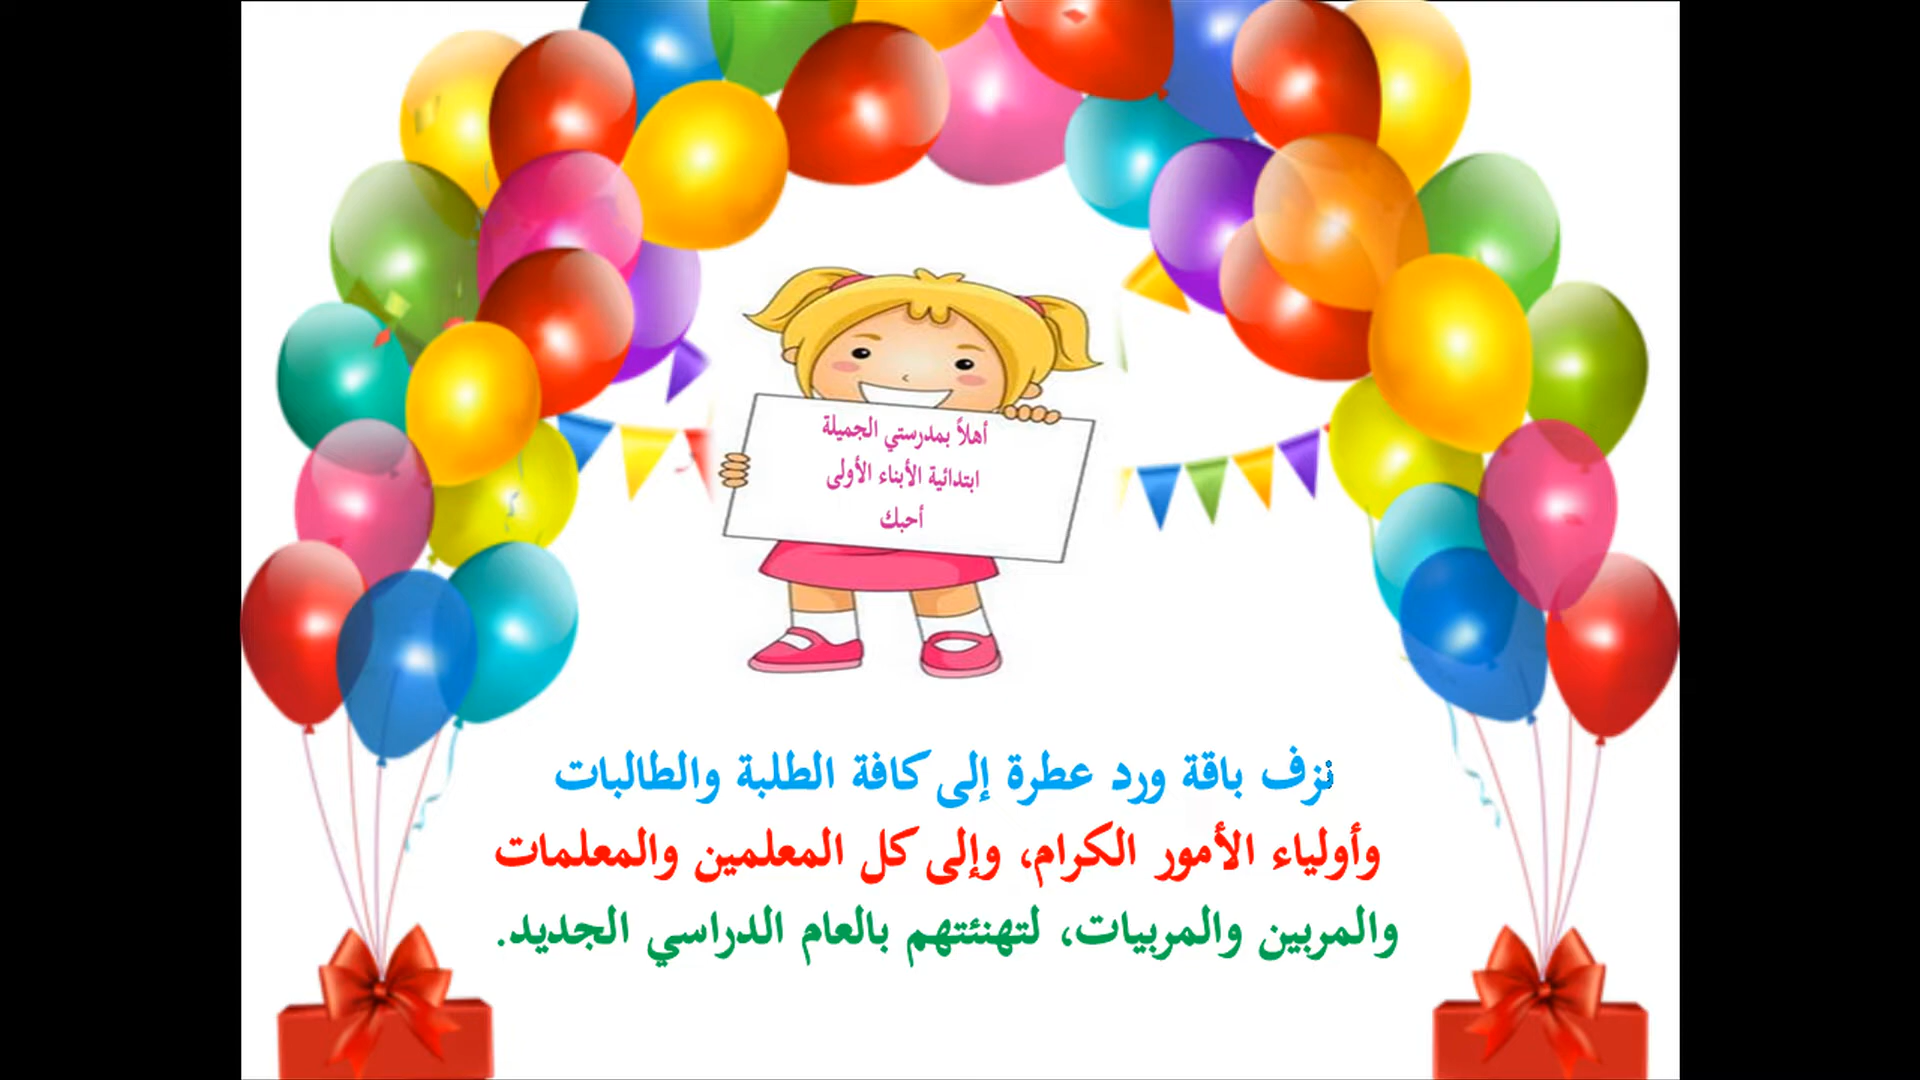 أهلاً بمدرستي الجميلة
ابتدائية الأبناء الأولى
أحبك
نزف باقة ورد عطرة إلى كافة الطلبة والطالبات
وأولياء الأمور الكرام، وإلى كل المعلمين والمعلمات
والمربين والمربيات، لتهنئتهم بالعام الدراسي الجديد.